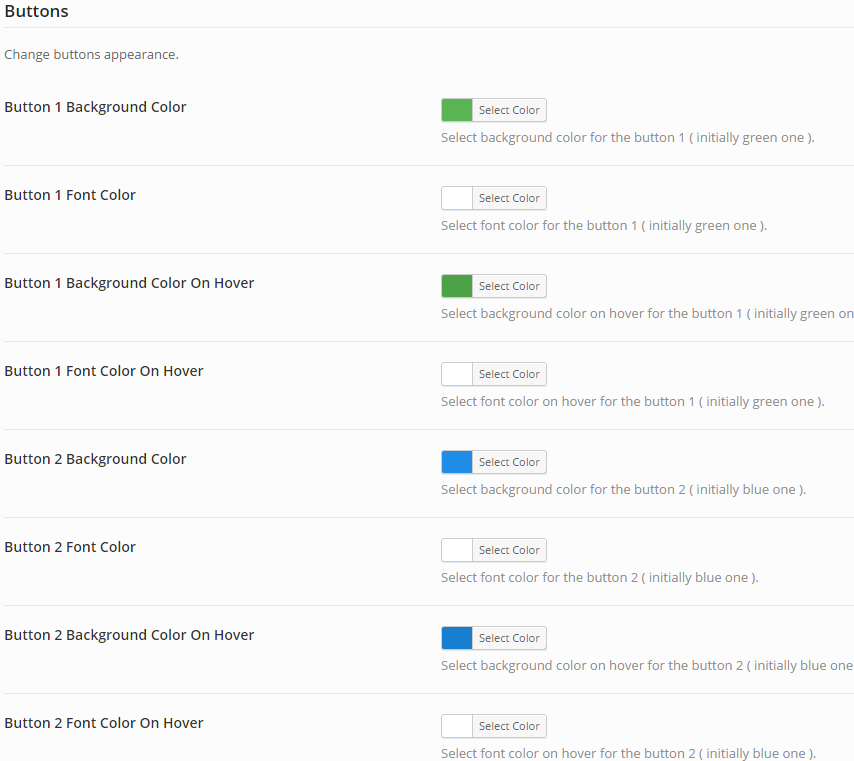 Buttons
Change buttons appearance.
Button 1 Background Color
Select Color
Select background color for the button 1 ( initially green one ).
Button 1 Font Color
Select Color
Select font color for the button 1 ( initially green one ).
Button 1 Background Color On Hover
Select Color
Select background color on hover for the button 1 ( initially green on
Button 1 Font Color On Hover
Select Color
Select font color on hover for the button 1 ( initially green one ).
Button 2 Background Color
Select Color
Select background color for the button 2 ( initially blue one ).
Button 2 Font Color
Select Color
Select font color for the button 2 ( initially blue one ).
Button 2 Background Color On Hover
Select Color
Select background color on hover for the button 2 ( initially blue one
Button 2 Font Color On Hover
Select Color
Select font color on hover for the button 2 ( initially blue one ).